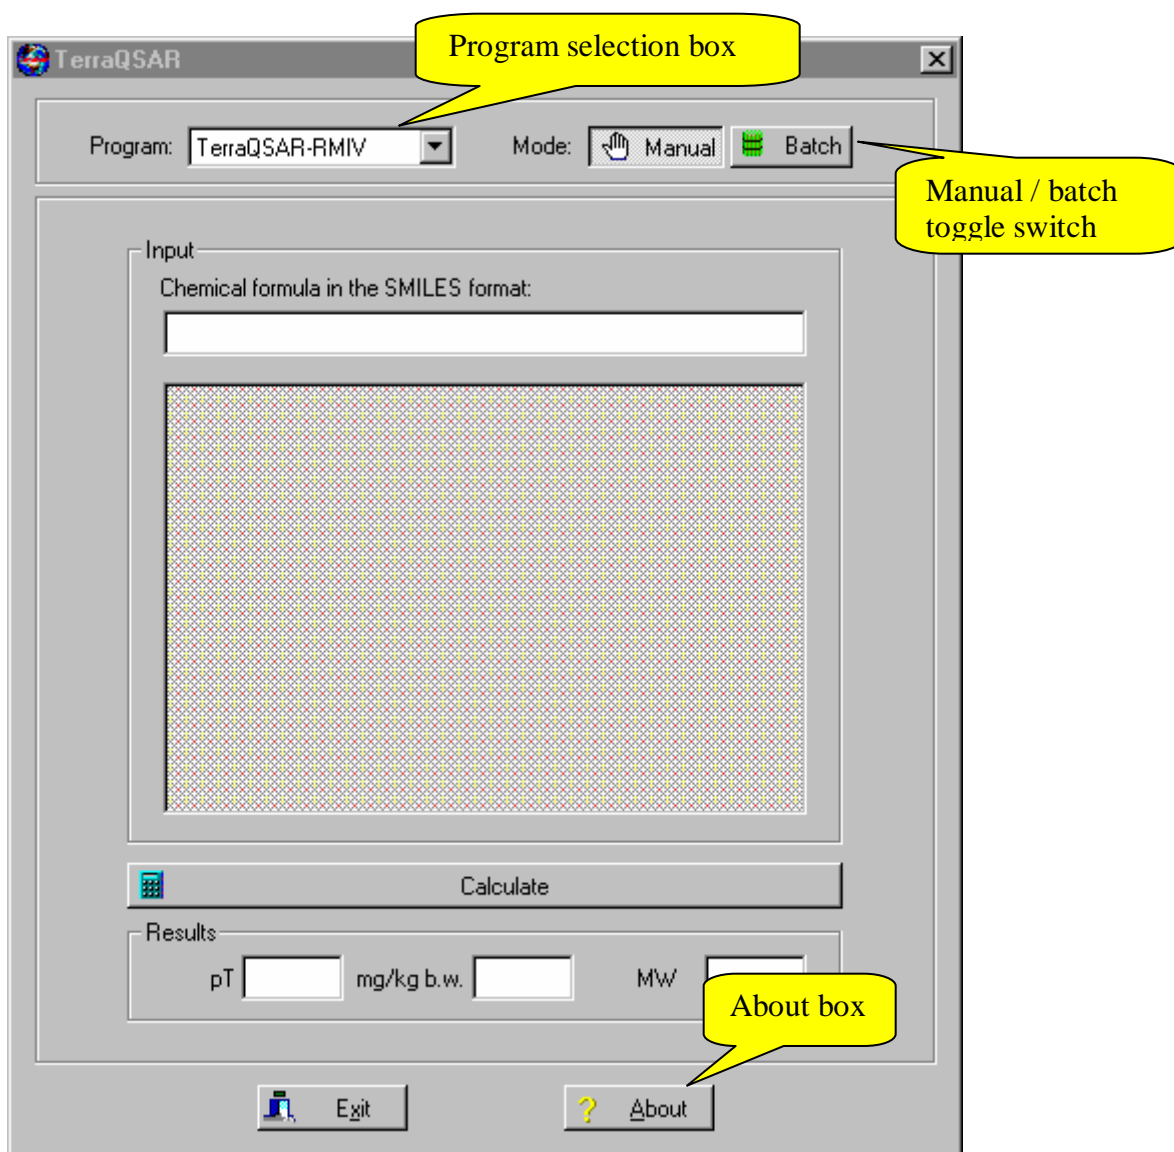 Program selection box
TerraQSAR
Program: TerraQSAR-RMIV Mode: Manual Batch
Manual / batch
toggle switch
Input
Chemical formula in the SMILES format:
Calculate
Results
pT mg/kg b.w. MW
About box
Exit ? About